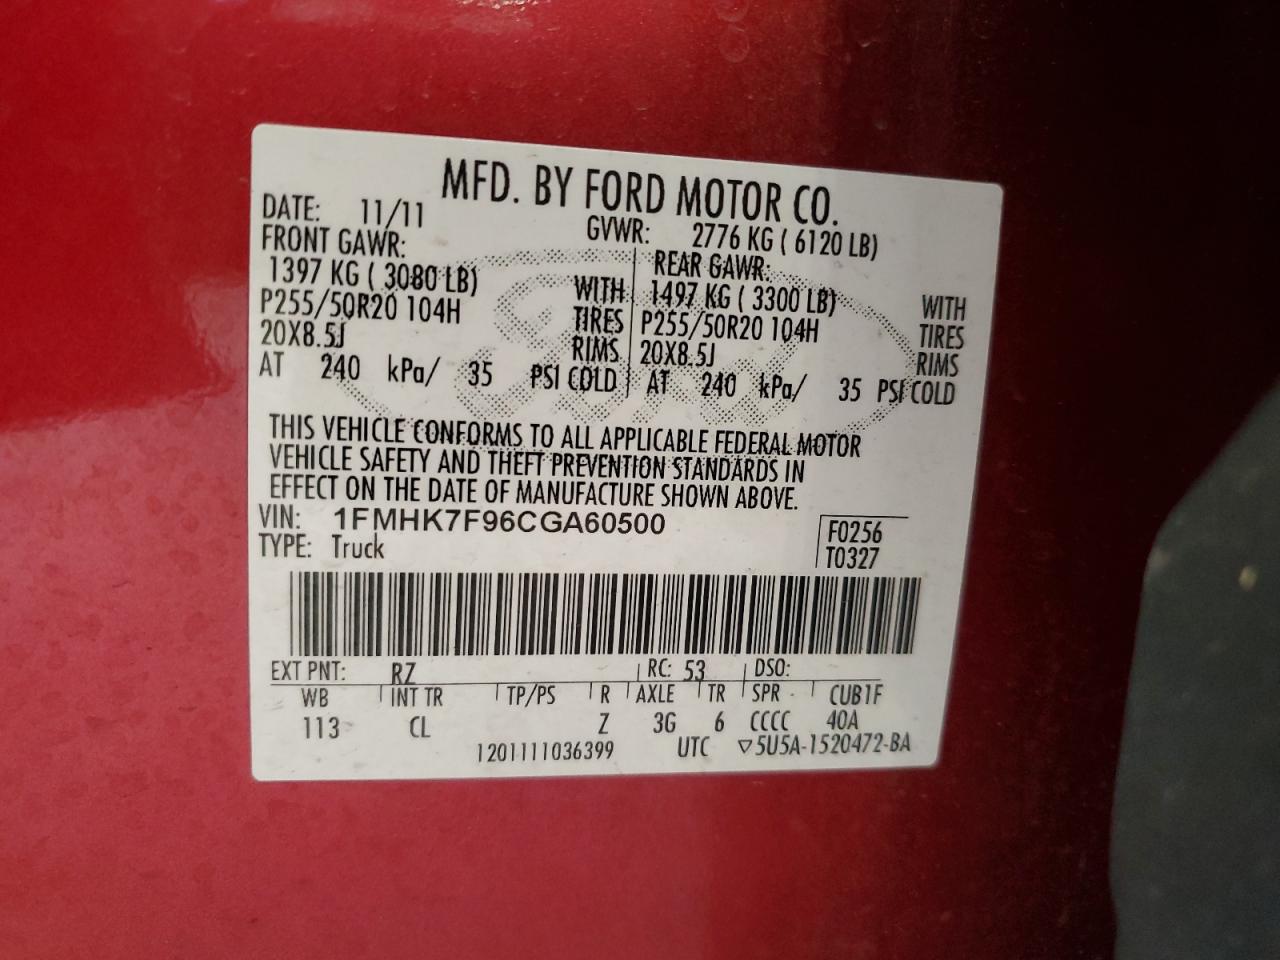 MFD. BY FORD MOTOR CO.
DATE: 11/11 GVWR: 2776 KG ( 6120 LB)
FRONT GAWR: REAR GAWR:
1397 KG ( 3080 LB) WITH 1497 KG ( 3300 LB) WITH
P255/50R20 104H TIRES P255/50R20 104H TIRES
20X8.5J RIMS 20X8.5J RIMS
AT 240 kPa/ 35 PSI COLD AT 240 kPa/ 35 PSI COLD
THIS VEHICLE CONFORMS TO ALL APPLICABLE FEDERAL MOTOR
VEHICLE SAFETY AND THEFT PREVENTION STANDARDS IN
EFFECT ON THE DATE OF MANUFACTURE SHOWN ABOVE.
VIN: 1FMHK7F96CGA60500 F0256
TYPE: Truck T0327
EXT PNT: RZ RC: 53 DSO:
WB INT TR TP/PS R AXLE TR SPR CUB1F
113 CL Z 3G 6 CCCC 40A
1201111036399 UTC ▽5U5A-1520472-BA